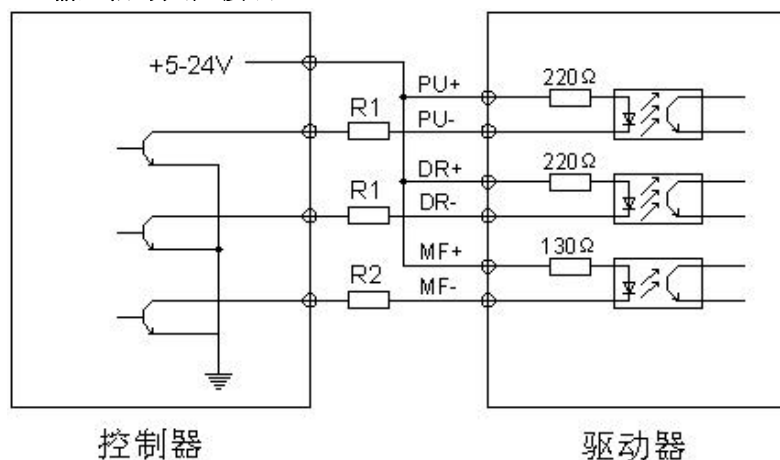 +5-24V
PU+
220Ω
R1
PU-
DR+
220Ω
R1
DR-
MF+
130Ω
R2
MF-
控制器
驱动器